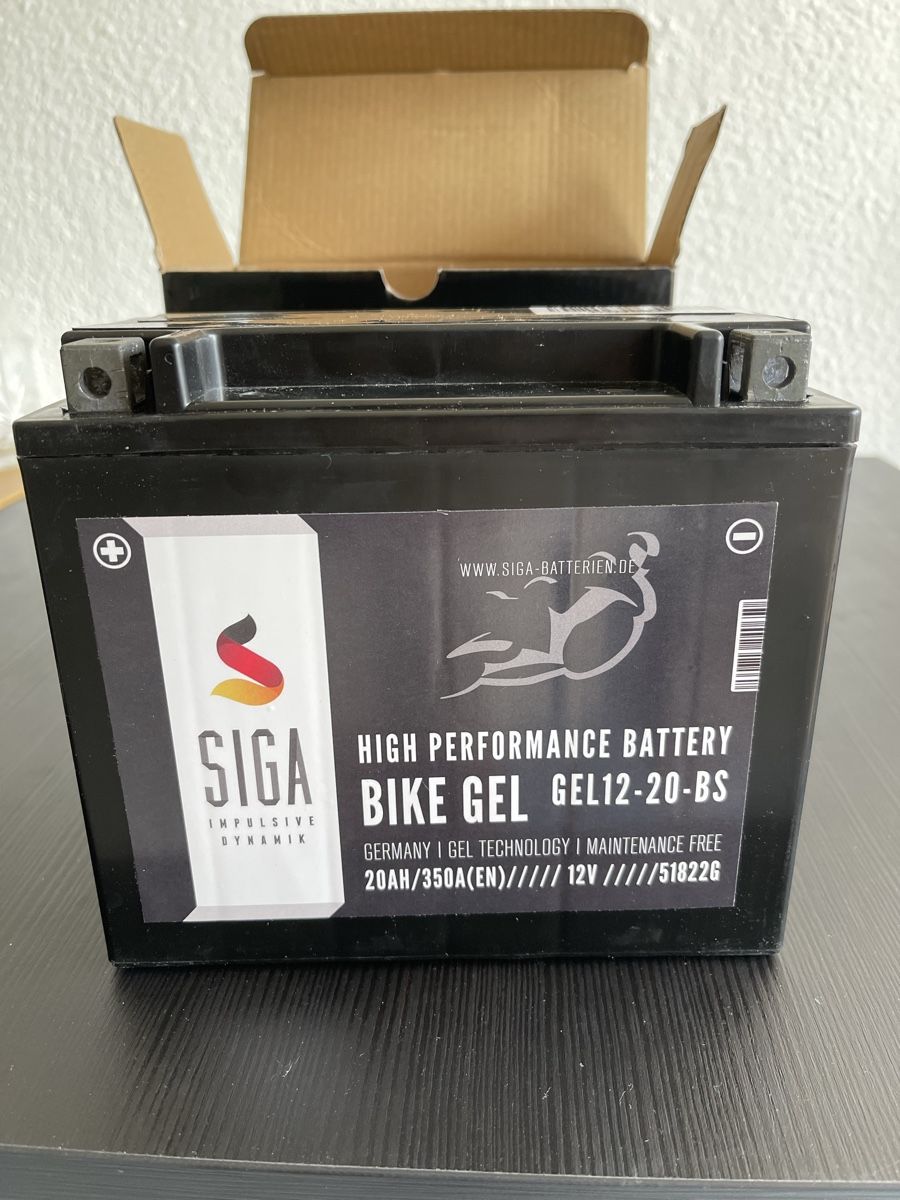 WWW.SIGA-BATTERIEN.DE
SIGA
IMPULSIVE
DYNAMIK
HIGH PERFORMANCE BATTERY
BIKE GEL GEL12-20-BS
GERMANY | GEL TECHNOLOGY | MAINTENANCE FREE
20AH/350A(EN)///// 12V /////51822G